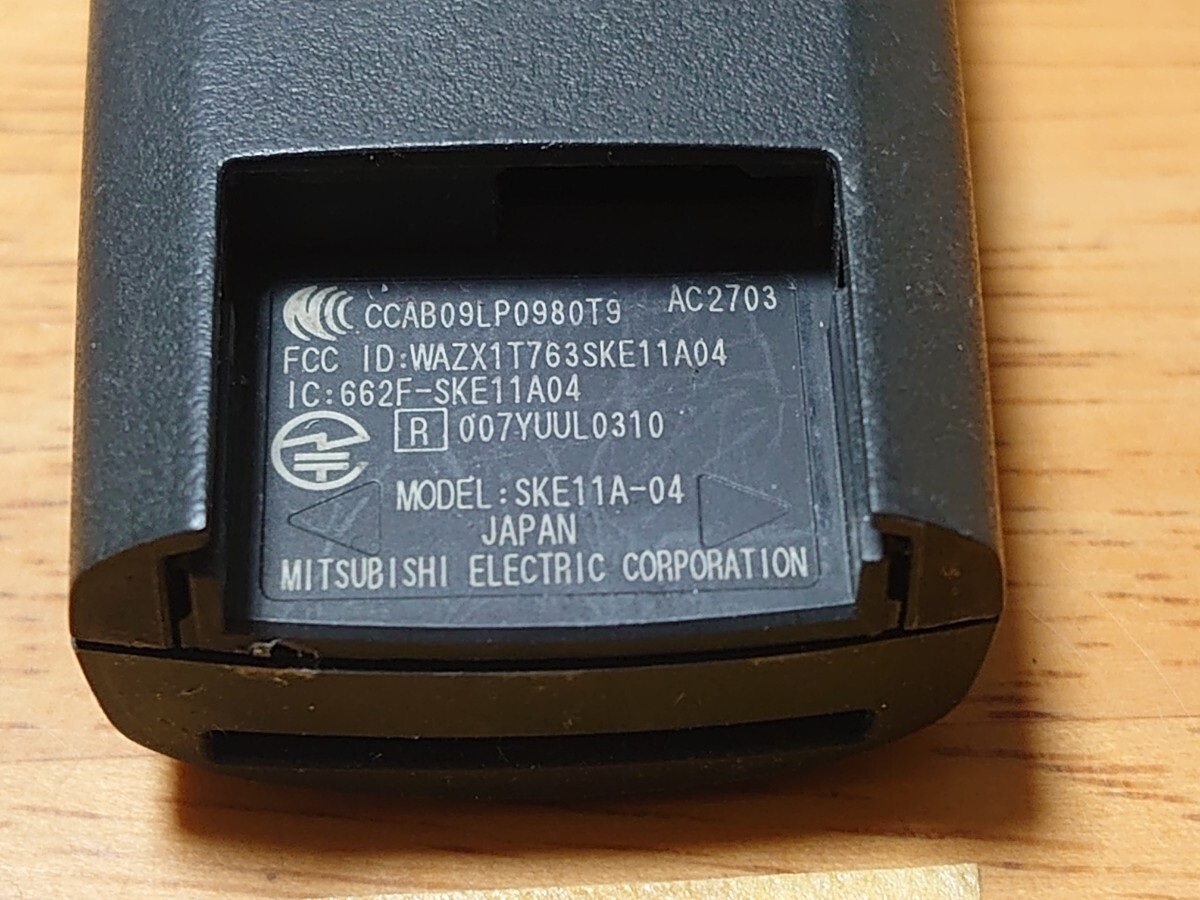 CCAB09LP0980T9 AC2703
FCC ID:WAZX1T763SKE11A04
IC:662F-SKE11A04
R 007YUUL0310
MODEL:SKE11A-04
JAPAN
MITSUBISHI ELECTRIC CORPORATION